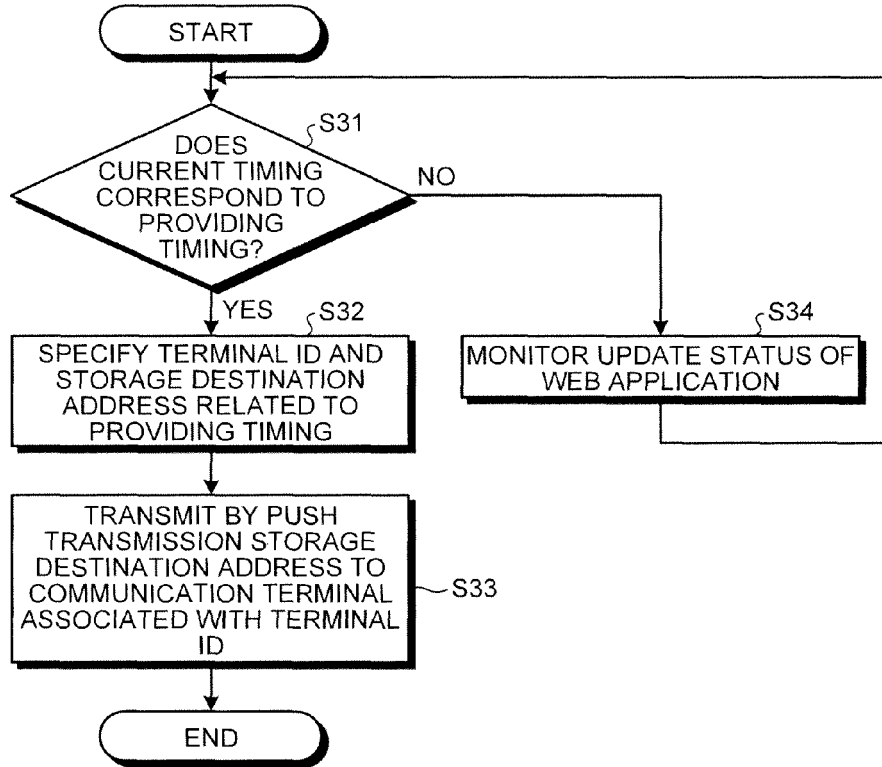 START
S31
DOES
CURRENT TIMING
CORRESPOND TO
PROVIDING
TIMING?
NO
YES
S32
SPECIFY TERMINAL ID AND
STORAGE DESTINATION
ADDRESS RELATED TO
PROVIDING TIMING
S34
MONITOR UPDATE STATUS OF
WEB APPLICATION
TRANSMIT BY PUSH
TRANSMISSION STORAGE
DESTINATION ADDRESS TO
COMMUNICATION TERMINAL
ASSOCIATED WITH TERMINAL
ID
S33
END